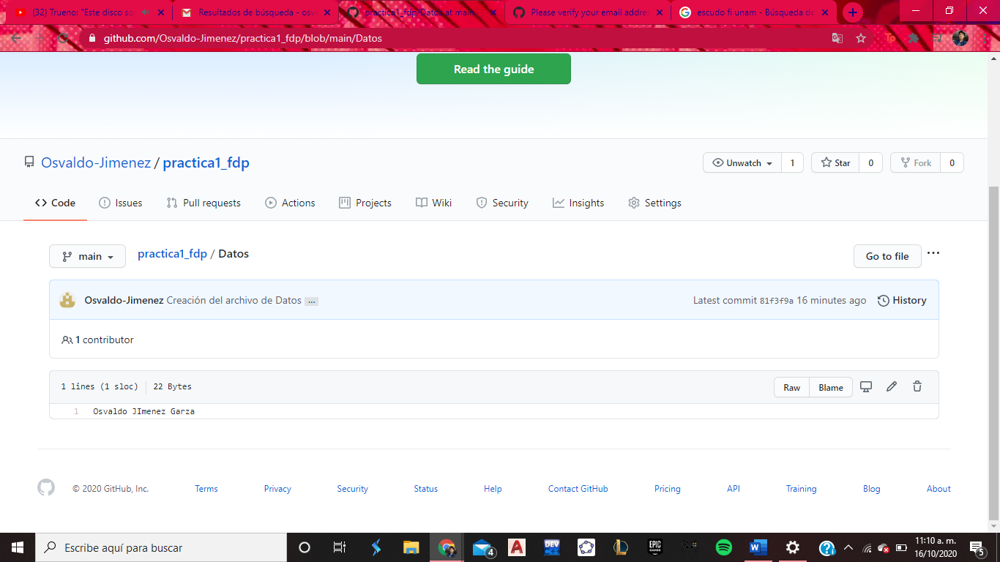 (32) Trueno: "Este disco so
Resultados de búsqueda - osv
practica1_fdp/Datos at main
Please verify your email addre
escudo fi unam - Búsqueda de
github.com/Osvaldo-Jimenez/practica1_fdp/blob/main/Datos
Read the guide
Osvaldo-Jimenez / practica1_fdp
Unwatch 1 Star 0 Fork 0
Code Issues Pull requests Actions Projects Wiki Security Insights Settings
main practica1_fdp / Datos Go to file ...
Osvaldo-Jimenez Creación del archivo de Datos ... Latest commit 81f3f9a 16 minutes ago History
1 contributor
1 lines (1 sloc) 22 Bytes Raw Blame
1 Osvaldo JImenez Garza
© 2020 GitHub, Inc. Terms Privacy Security Status Help Contact GitHub Pricing API Training Blog About
Escribe aquí para buscar
4
DEV
EPIC
GAMES
11:10 a. m.
16/10/2020
5